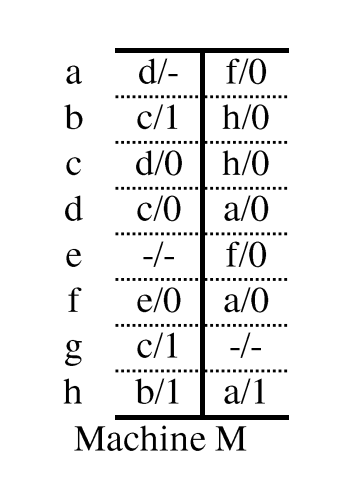 a d/- f/0
b c/1 h/0
c d/0 h/0
d c/0 a/0
e -/- f/0
f e/0 a/0
g c/1 -/-
h b/1 a/1
Machine M